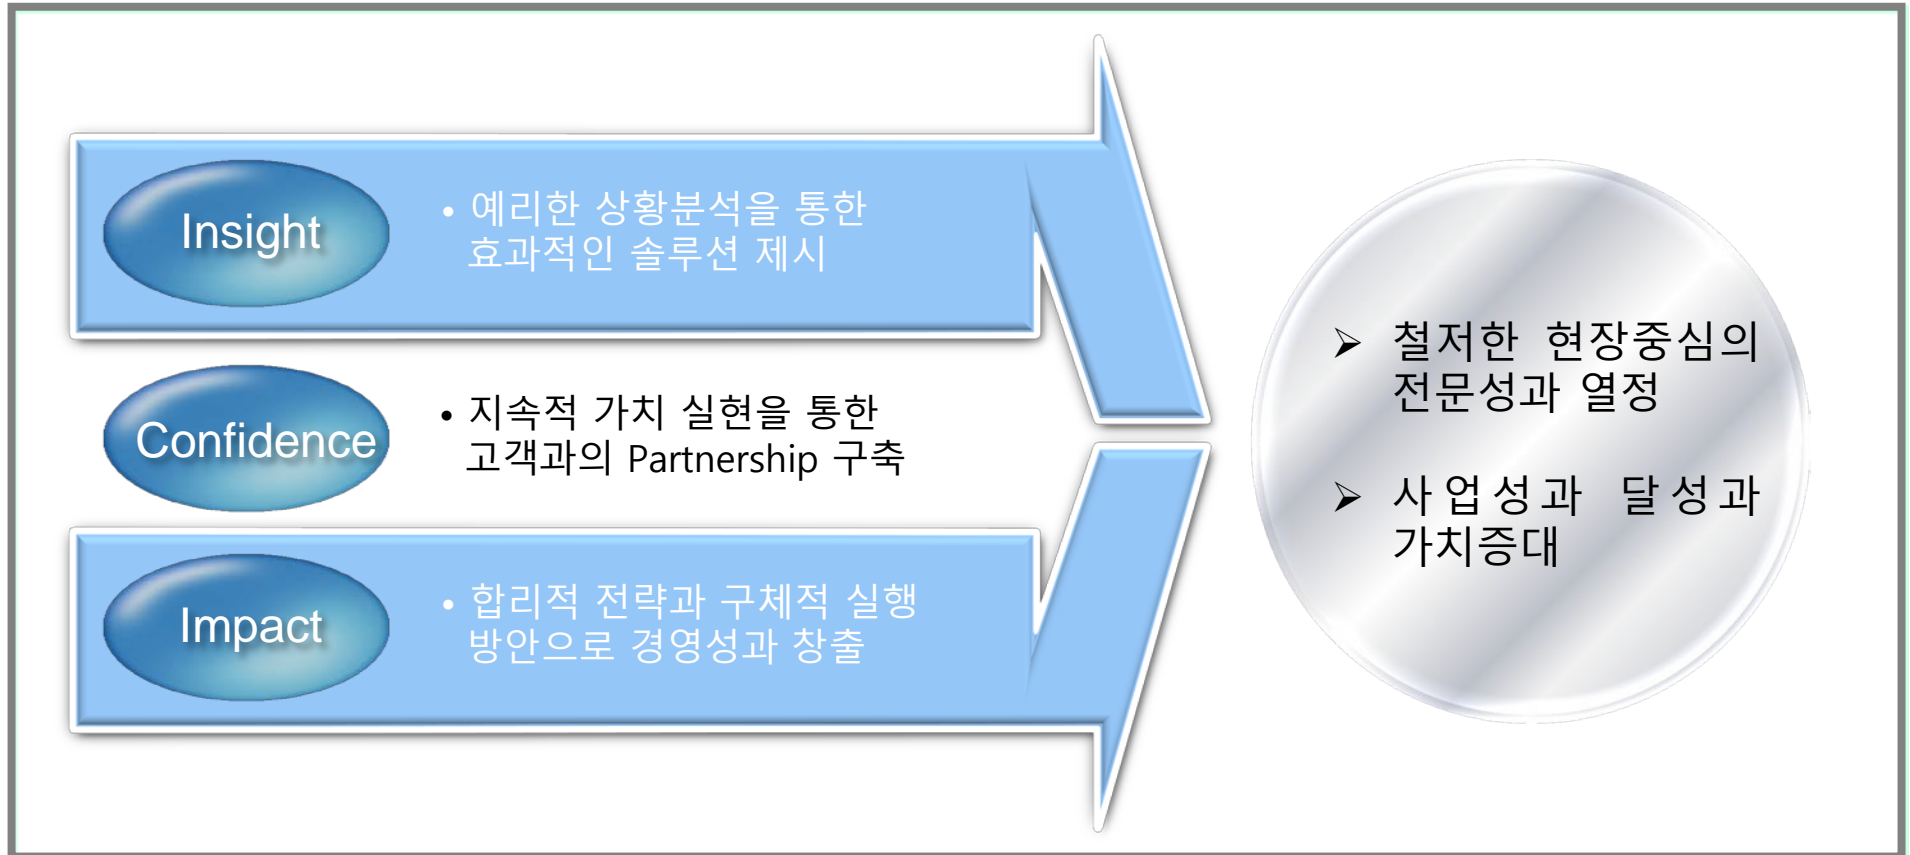 Insight
• 예리한 상황분석을 통한
효과적인 솔루션 제시
Confidence
• 지속적 가치 실현을 통한
고객과의 Partnership 구축
Impact
• 합리적 전략과 구체적 실행
방안으로 경영성과 창출
➢ 철저한 현장중심의
전문성과 열정
➢ 사업성과 달성과
가치증대